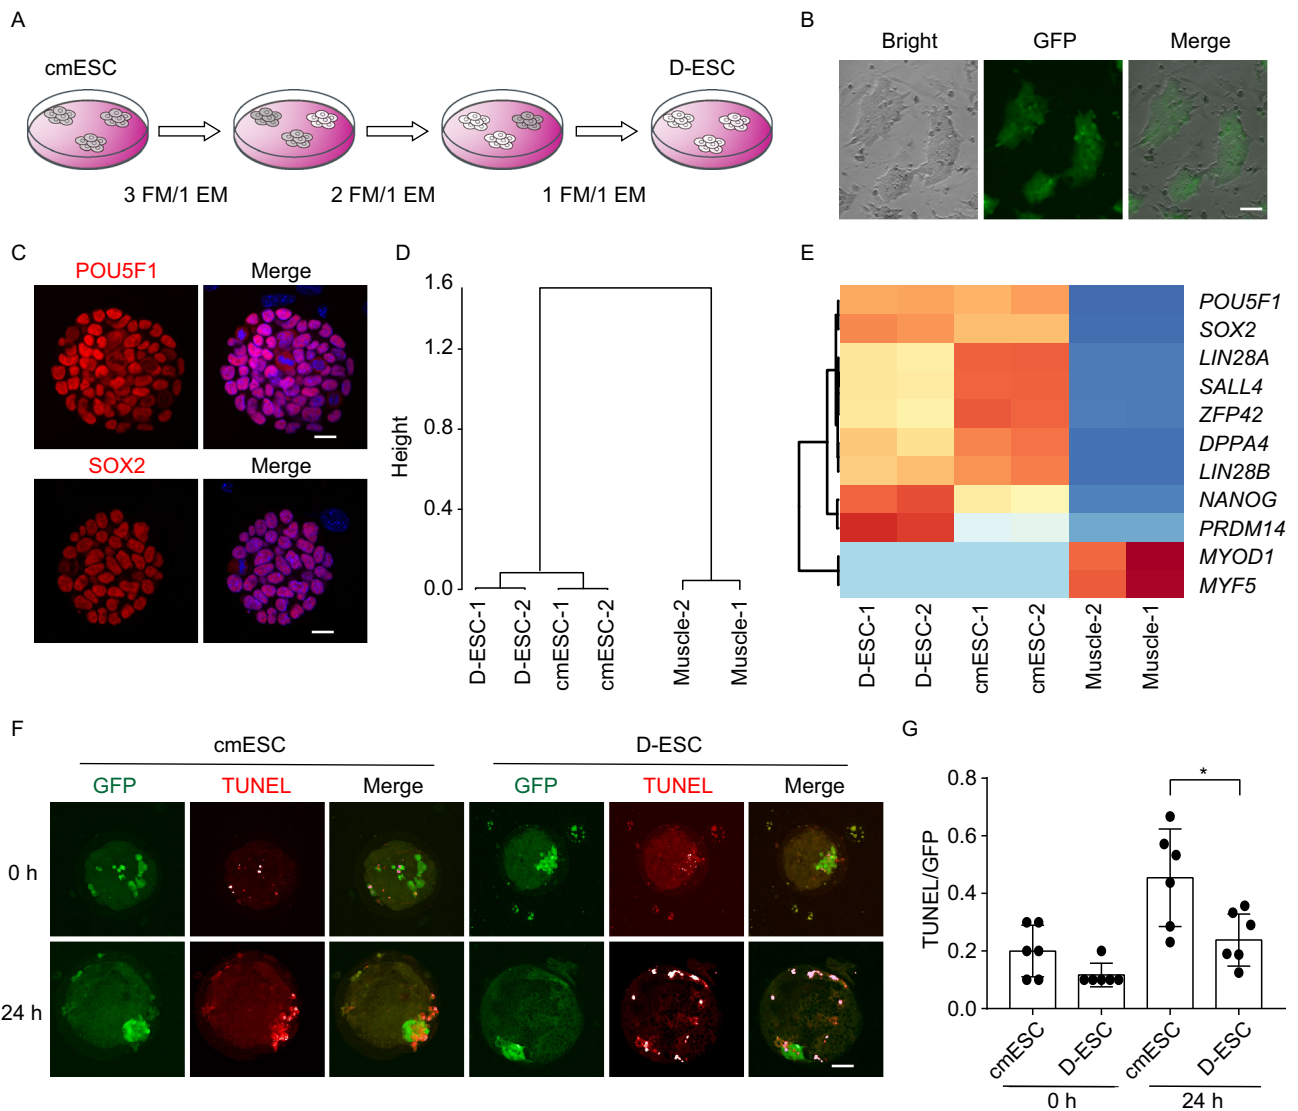 A
cmESC
D-ESC
3 FM/1 EM
2 FM/1 EM
1 FM/1 EM
B
Bright
GFP
Merge
C
POU5F1
Merge
SOX2
Merge
D
Height
1.6
1.2
0.8
0.4
0.0
D-ESC-1
D-ESC-2
cmESC-1
cmESC-2
Muscle-2
Muscle-1
E
POU5F1
SOX2
LIN28A
SALL4
ZFP42
DPPA4
LIN28B
NANOG
PRDM14
MYOD1
MYF5
D-ESC-1
D-ESC-2
cmESC-1
cmESC-2
Muscle-2
Muscle-1
F
cmESC
D-ESC
GFP
TUNEL
Merge
GFP
TUNEL
Merge
0 h
24 h
G
TUNEL/GFP
0.8
0.6
0.4
0.2
0.0
*
cmESC
D-ESC
cmESC
D-ESC
0 h
24 h